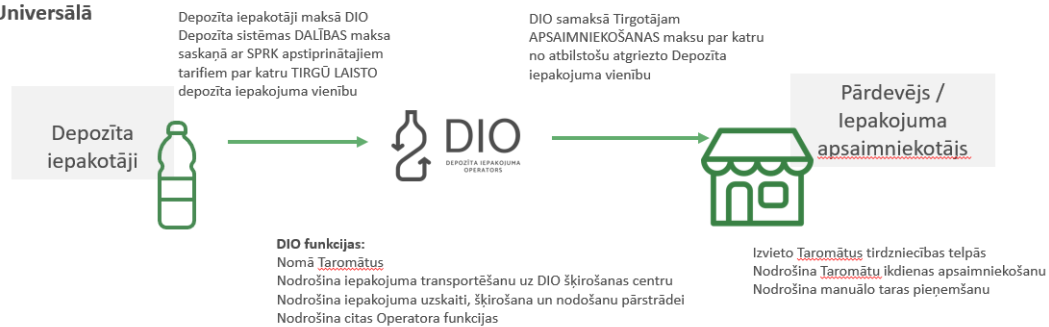 Universālā
Depozīta iepakotāji maksā DIO
Depozīta sistēmas DALĪBAS maksa
saskaņā ar SPRK apstiprinātajiem
tarifiem par katru TIRGŪ LAISTO
depozīta iepakojuma vienību
DIO samaksā Tirgotājam
APSAIMNIEKOŠANAS maksu par katru
no atbilstošu atgriezto Depozīta
iepakojuma vienību
Depozīta
iepakotāji
DIO
DEPOZĪTA IEPAKOJUMA
OPERATORS
Pārdevējs /
Iepakojuma
apsaimniekotājs
DIO funkcijas:
Nomā Taromātus
Nodrošina iepakojuma transportēšanu uz DIO šķirošanas centru
Nodrošina iepakojuma uzskaiti, šķirošana un nodošanu pārstrādei
Nodrošina citas Operatora funkcijas
Izvieto Taromātus tirdzniecības telpās
Nodrošina Taromātu ikdienas apsaimniekošanu
Nodrošina manuālo taras pieņemšanu